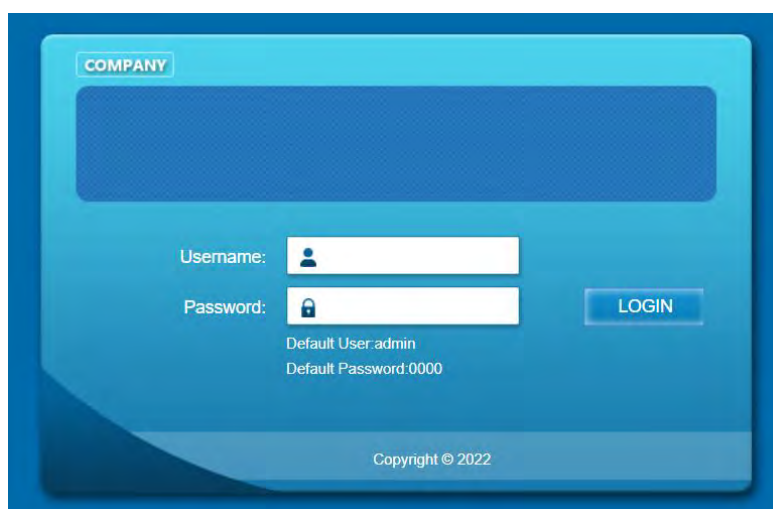 COMPANY
Username:
Password:
LOGIN
Default User:admin
Default Password:0000
Copyright © 2022